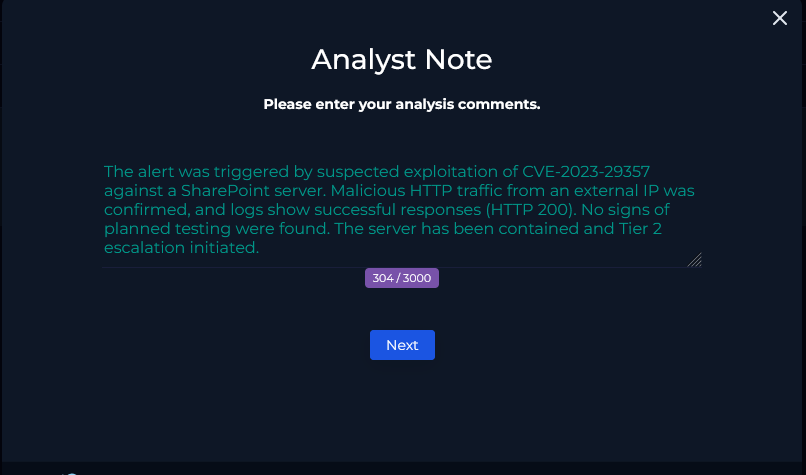 Analyst Note
Please enter your analysis comments.
The alert was triggered by suspected exploitation of CVE-2023-29357
against a SharePoint server. Malicious HTTP traffic from an external IP was
confirmed, and logs show successful responses (HTTP 200). No signs of
planned testing were found. The server has been contained and Tier 2
escalation initiated.
304 / 3000
Next